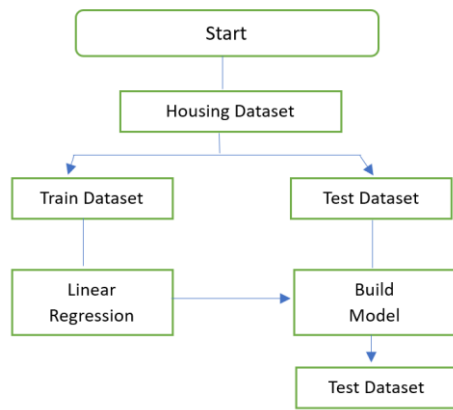 Start
Housing Dataset
Train Dataset
Test Dataset
Linear
Regression
Build
Model
Test Dataset